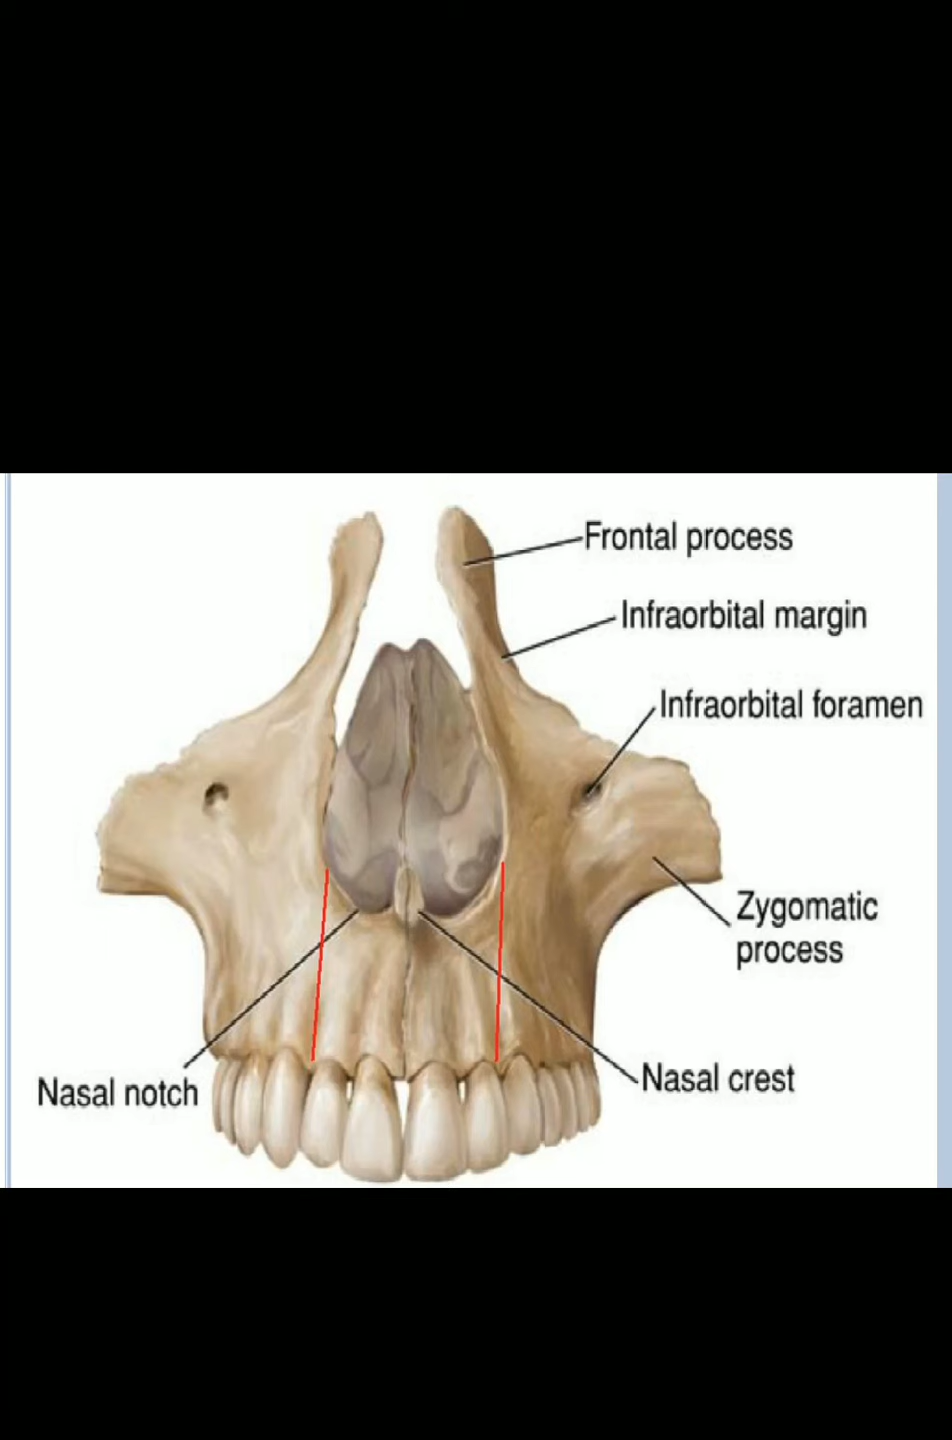 Frontal process
Infraorbital margin
Infraorbital foramen
Zygomatic
process
Nasal crest
Nasal notch